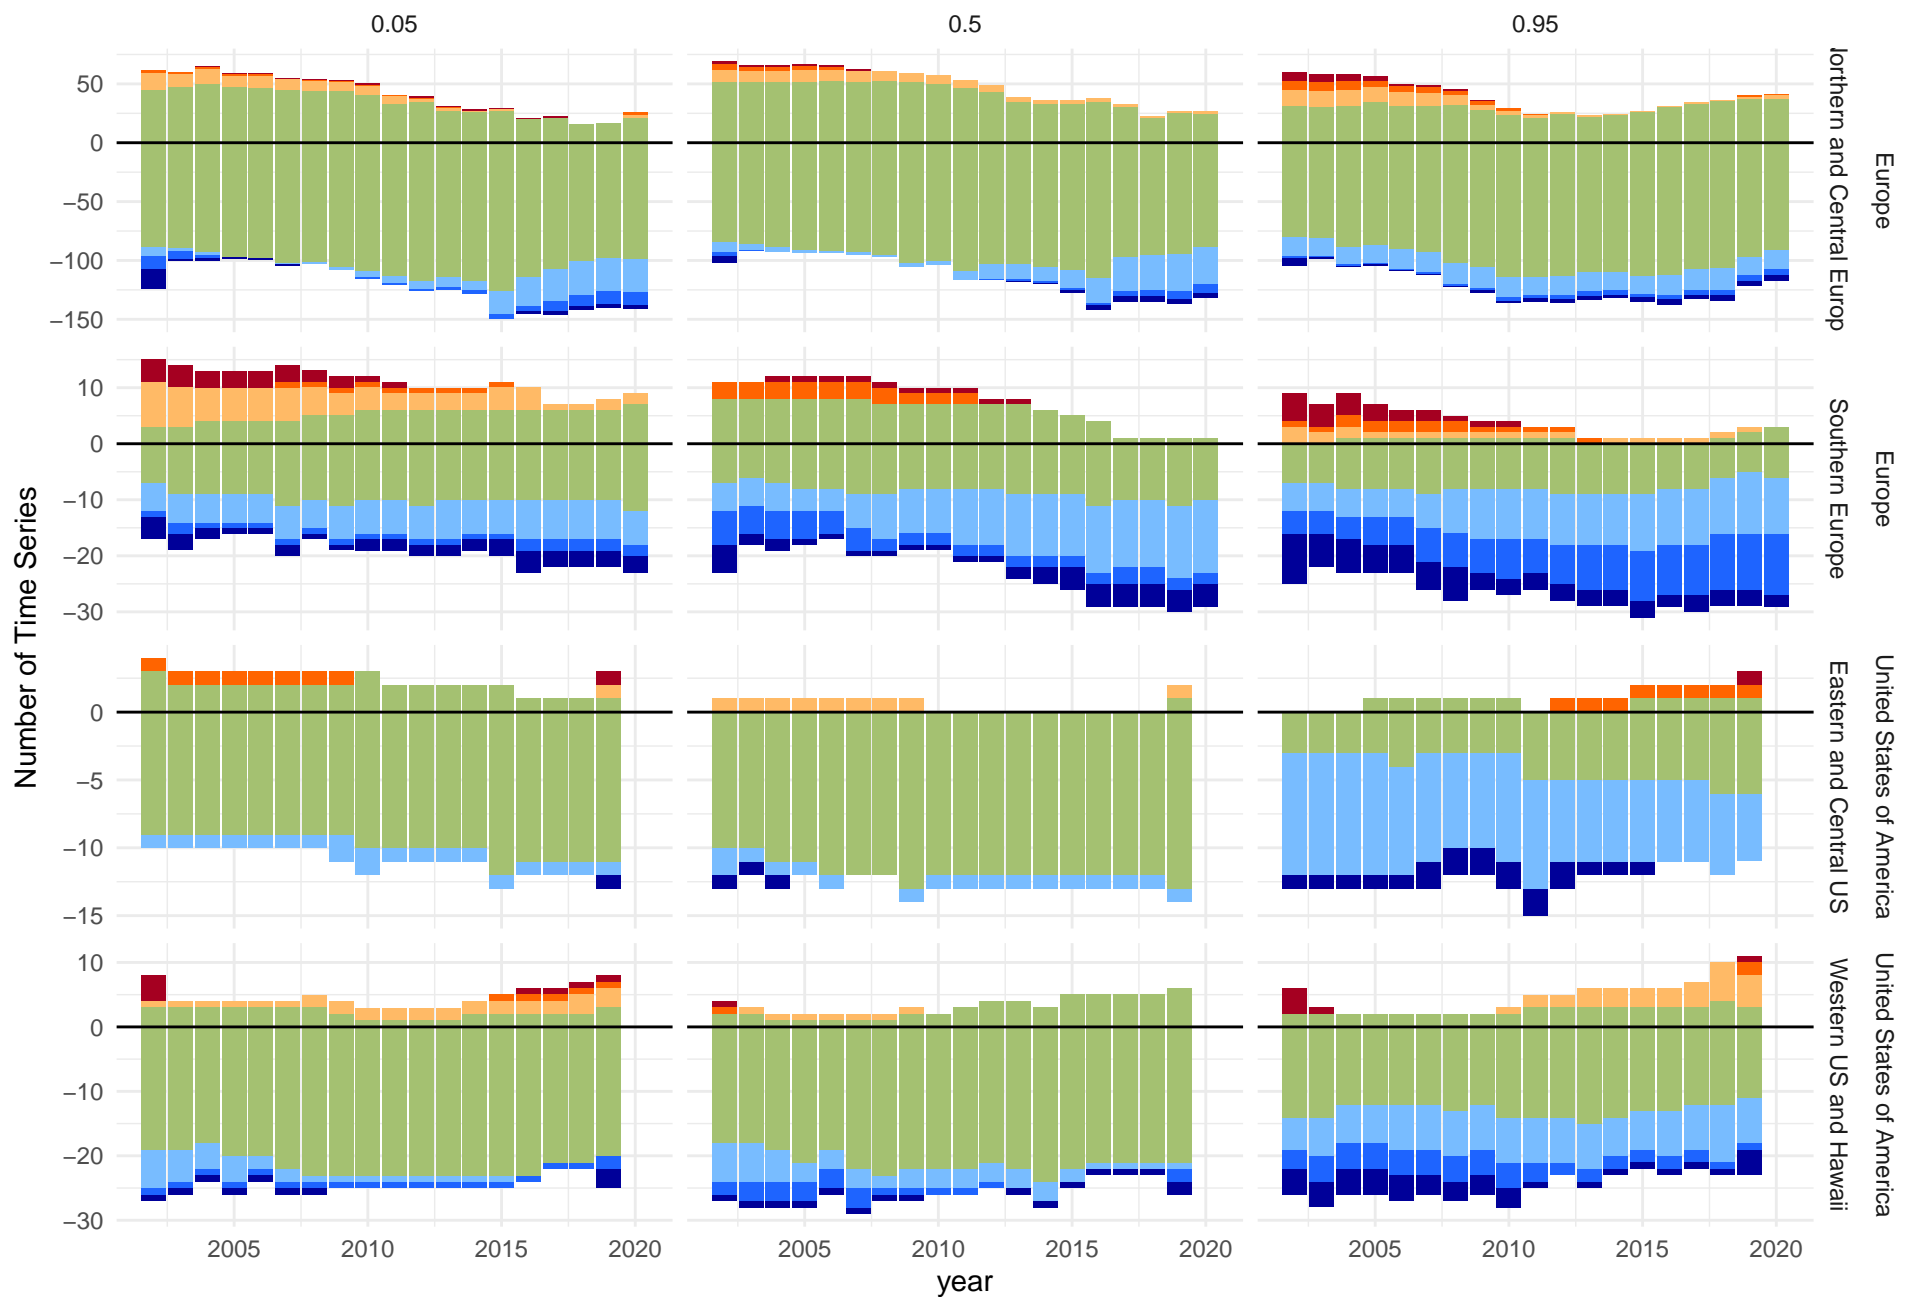 0.05 0.5 0.95
50
0
−50
−100
−150
Jorthern and Central Europ
Europe
10
0
−10
−20
−30
Southern Europe
Europe
0
−5
−10
−15
Eastern and Central US
United States of America
10
0
−10
−20
−30
Western US and Hawaii
United States of America
Number of Time Series
2005 2010 2015 2020 2005 2010 2015 2020 2005 2010 2015 2020
year